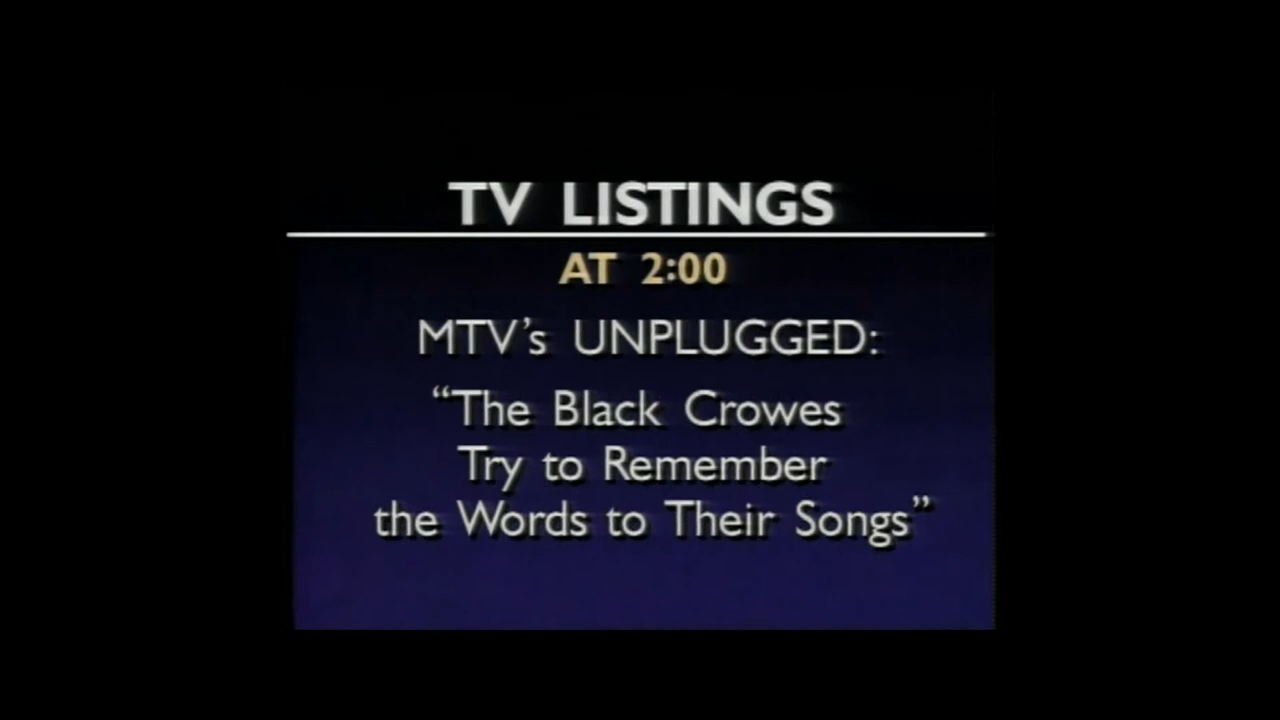 TV LISTINGS
AT 2:00
MTV’s UNPLUGGED:
“The Black Crowes
Try to Remember
the Words to Their Songs”